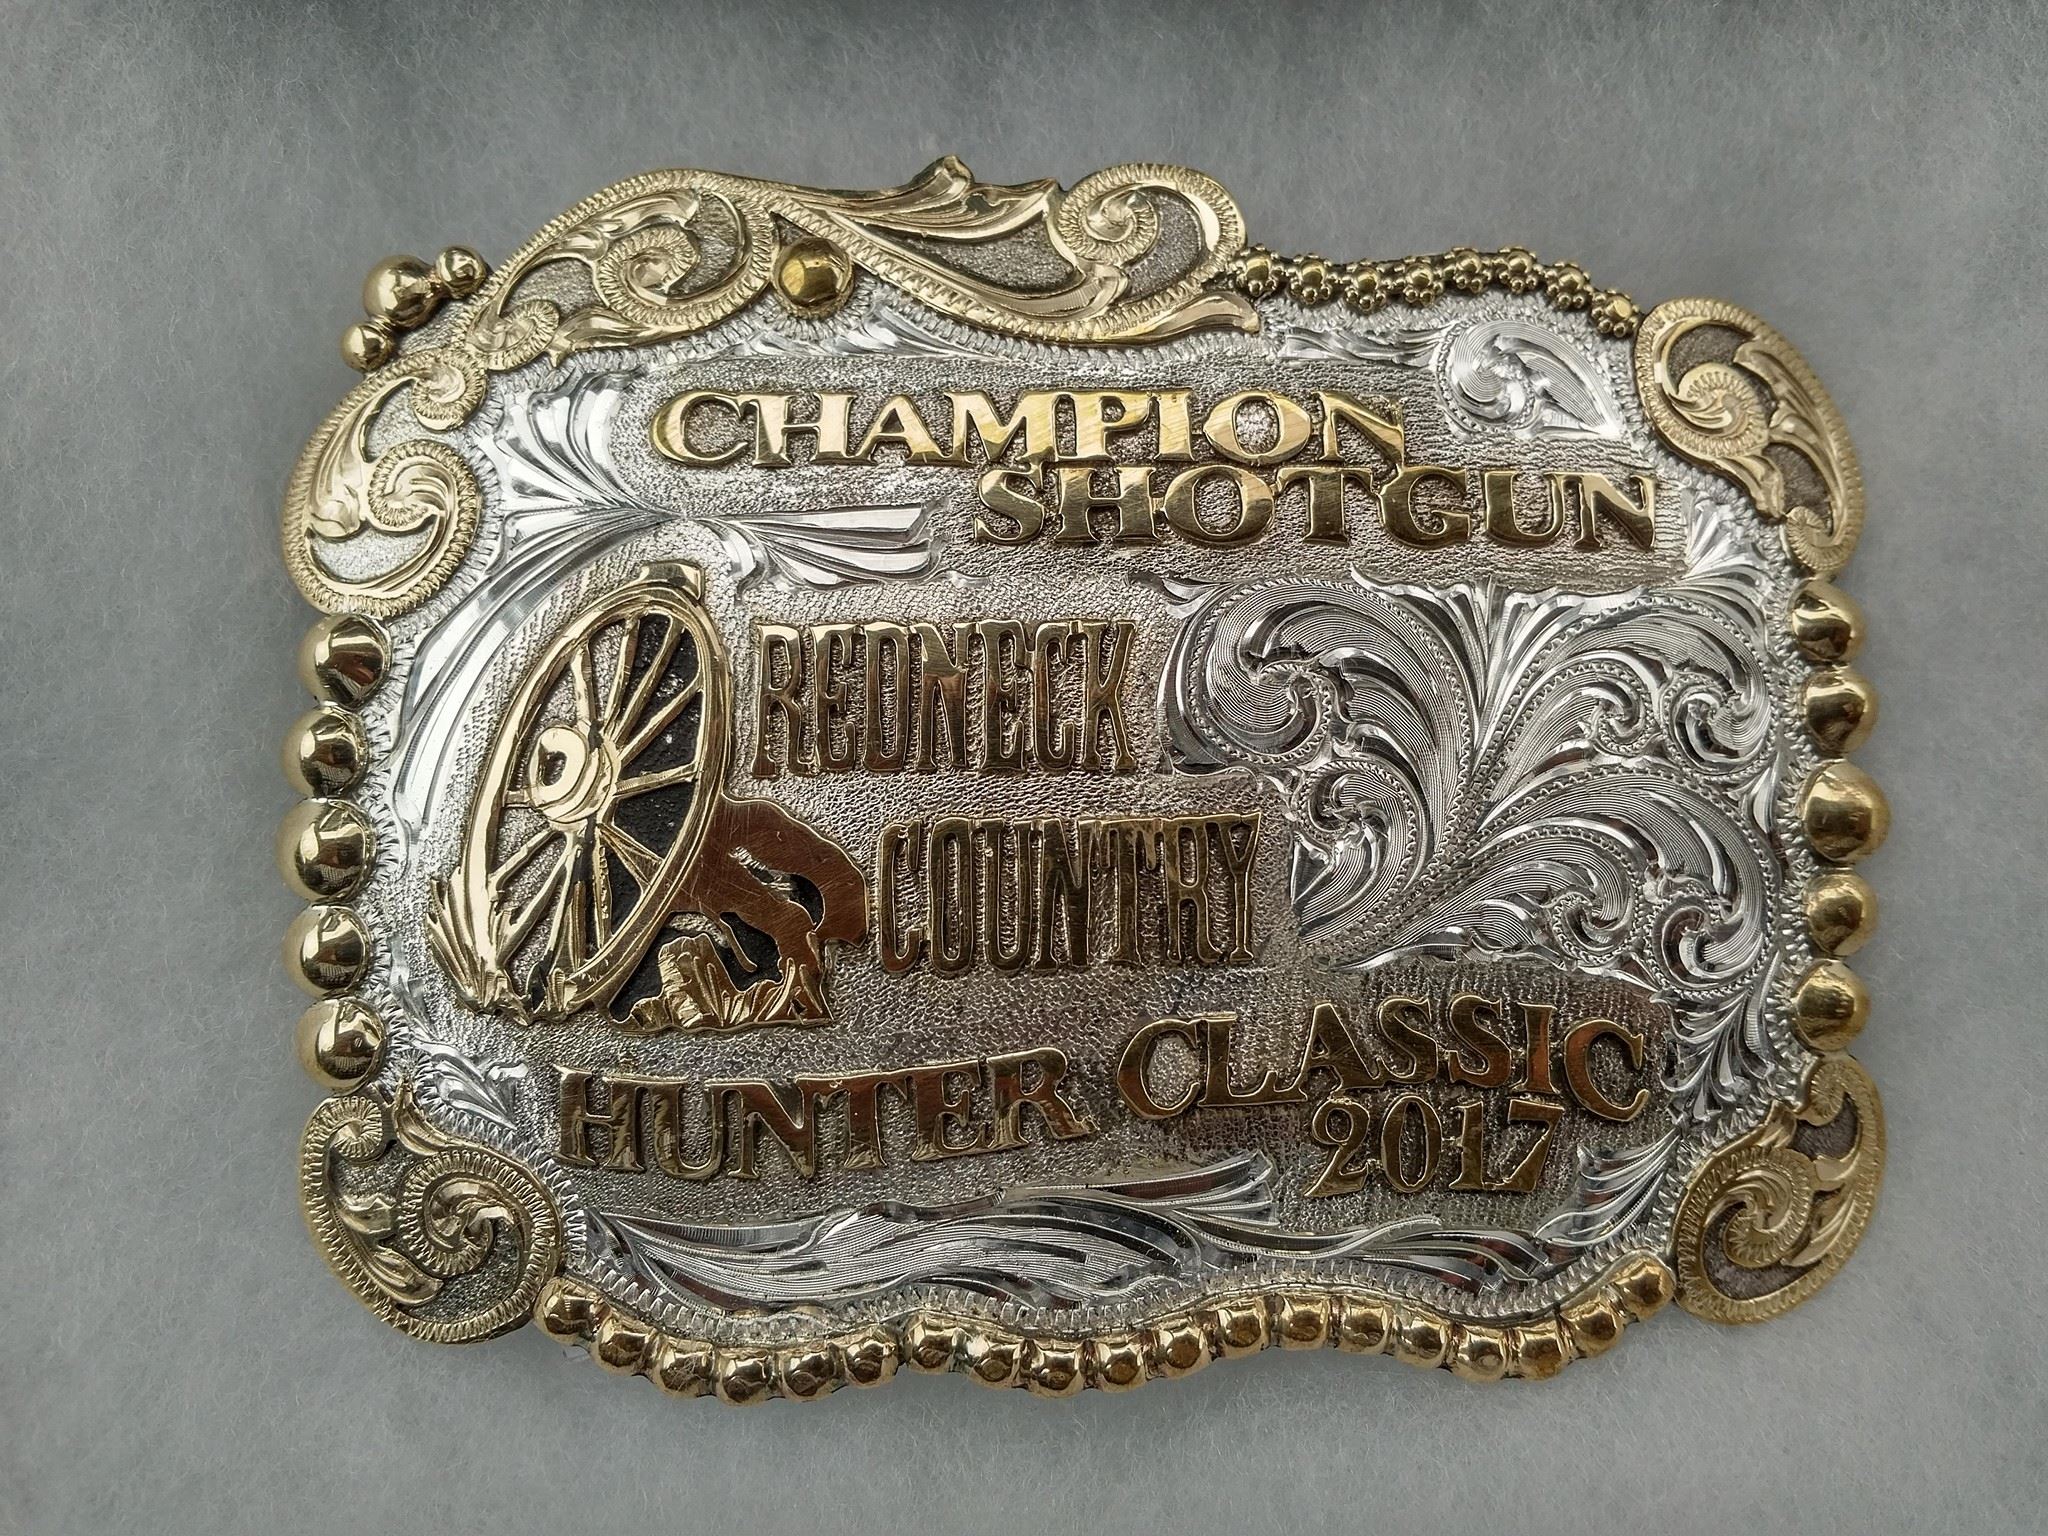 CHAMPION
SHOTGUN
REDNECK
COUNTRY
HUNTER CLASSIC
2017